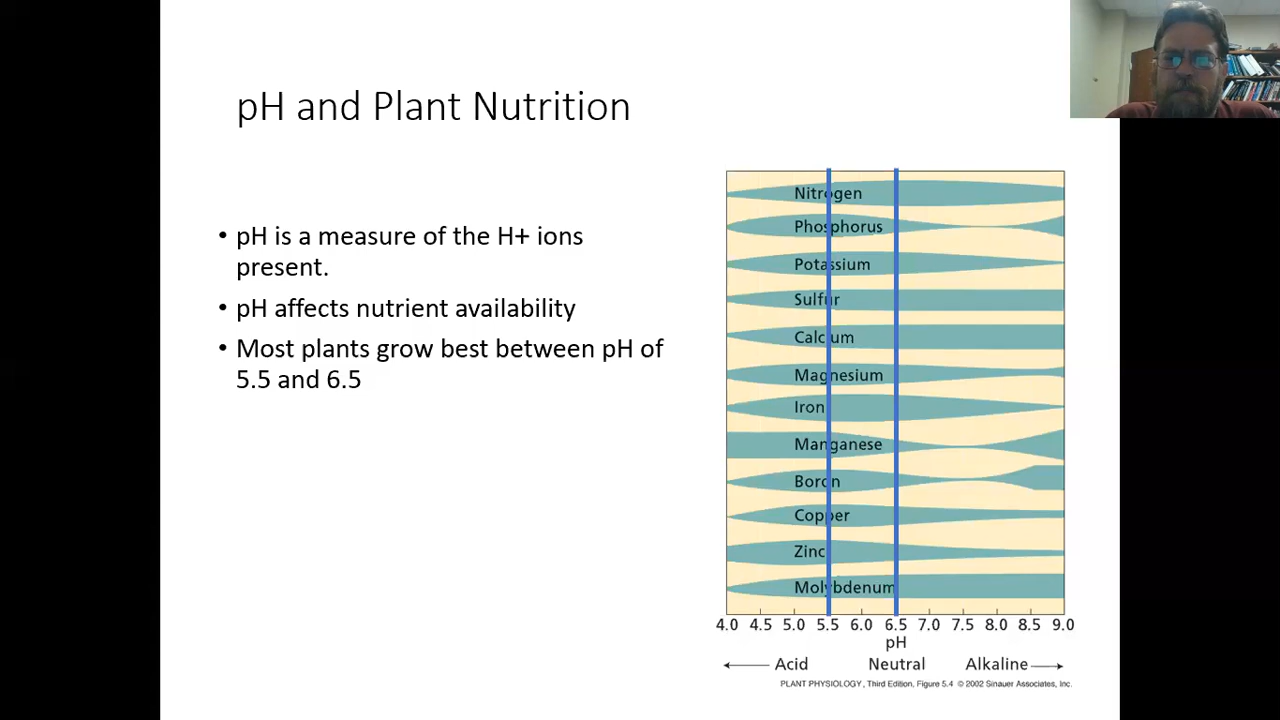 pH and Plant Nutrition
• pH is a measure of the H+ ions
present.
• pH affects nutrient availability
• Most plants grow best between pH of
5.5 and 6.5
Nitrogen
Phosphorus
Potassium
Sulfur
Calcium
Magnesium
Iron
Manganese
Boron
Copper
Zinc
Molybdenum
4.0 4.5 5.0 5.5 6.0 6.5 7.0 7.5 8.0 8.5 9.0
pH
Acid Neutral Alkaline
PLANT PHYSIOLOGY, Third Edition, Figure 5.4 © 2002 Sinauer Associates, Inc.